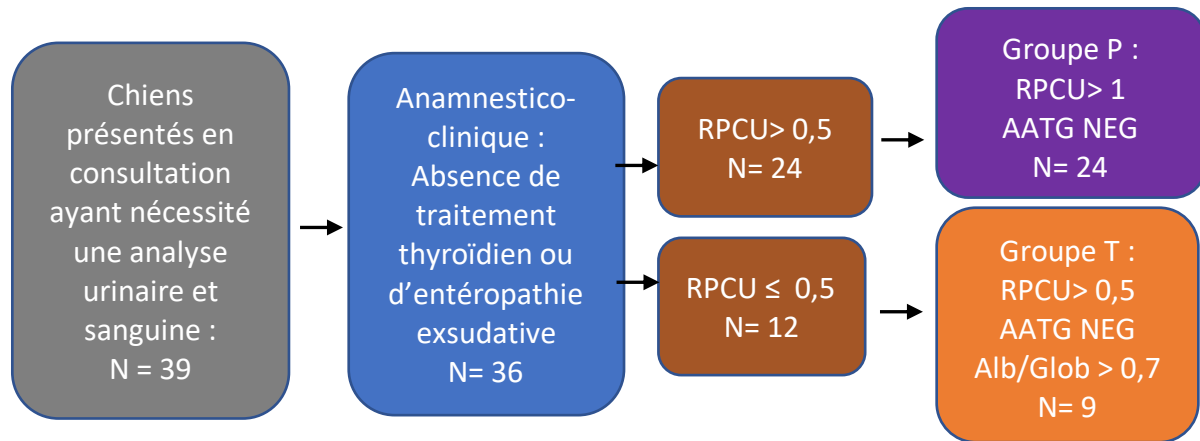 Chiens
présentés en
consultation
ayant nécessité
une analyse
urinaire et
sanguine :
N = 39
Anamnestico-
clinique :
Absence de
traitement
thyroïdien ou
d’entéropathie
exsudative
N= 36
RPCU> 0,5
N= 24
RPCU ≤ 0,5
N= 12
Groupe P :
RPCU> 1
AATG NEG
N= 24
Groupe T :
RPCU> 0,5
AATG NEG
Alb/Glob > 0,7
N= 9